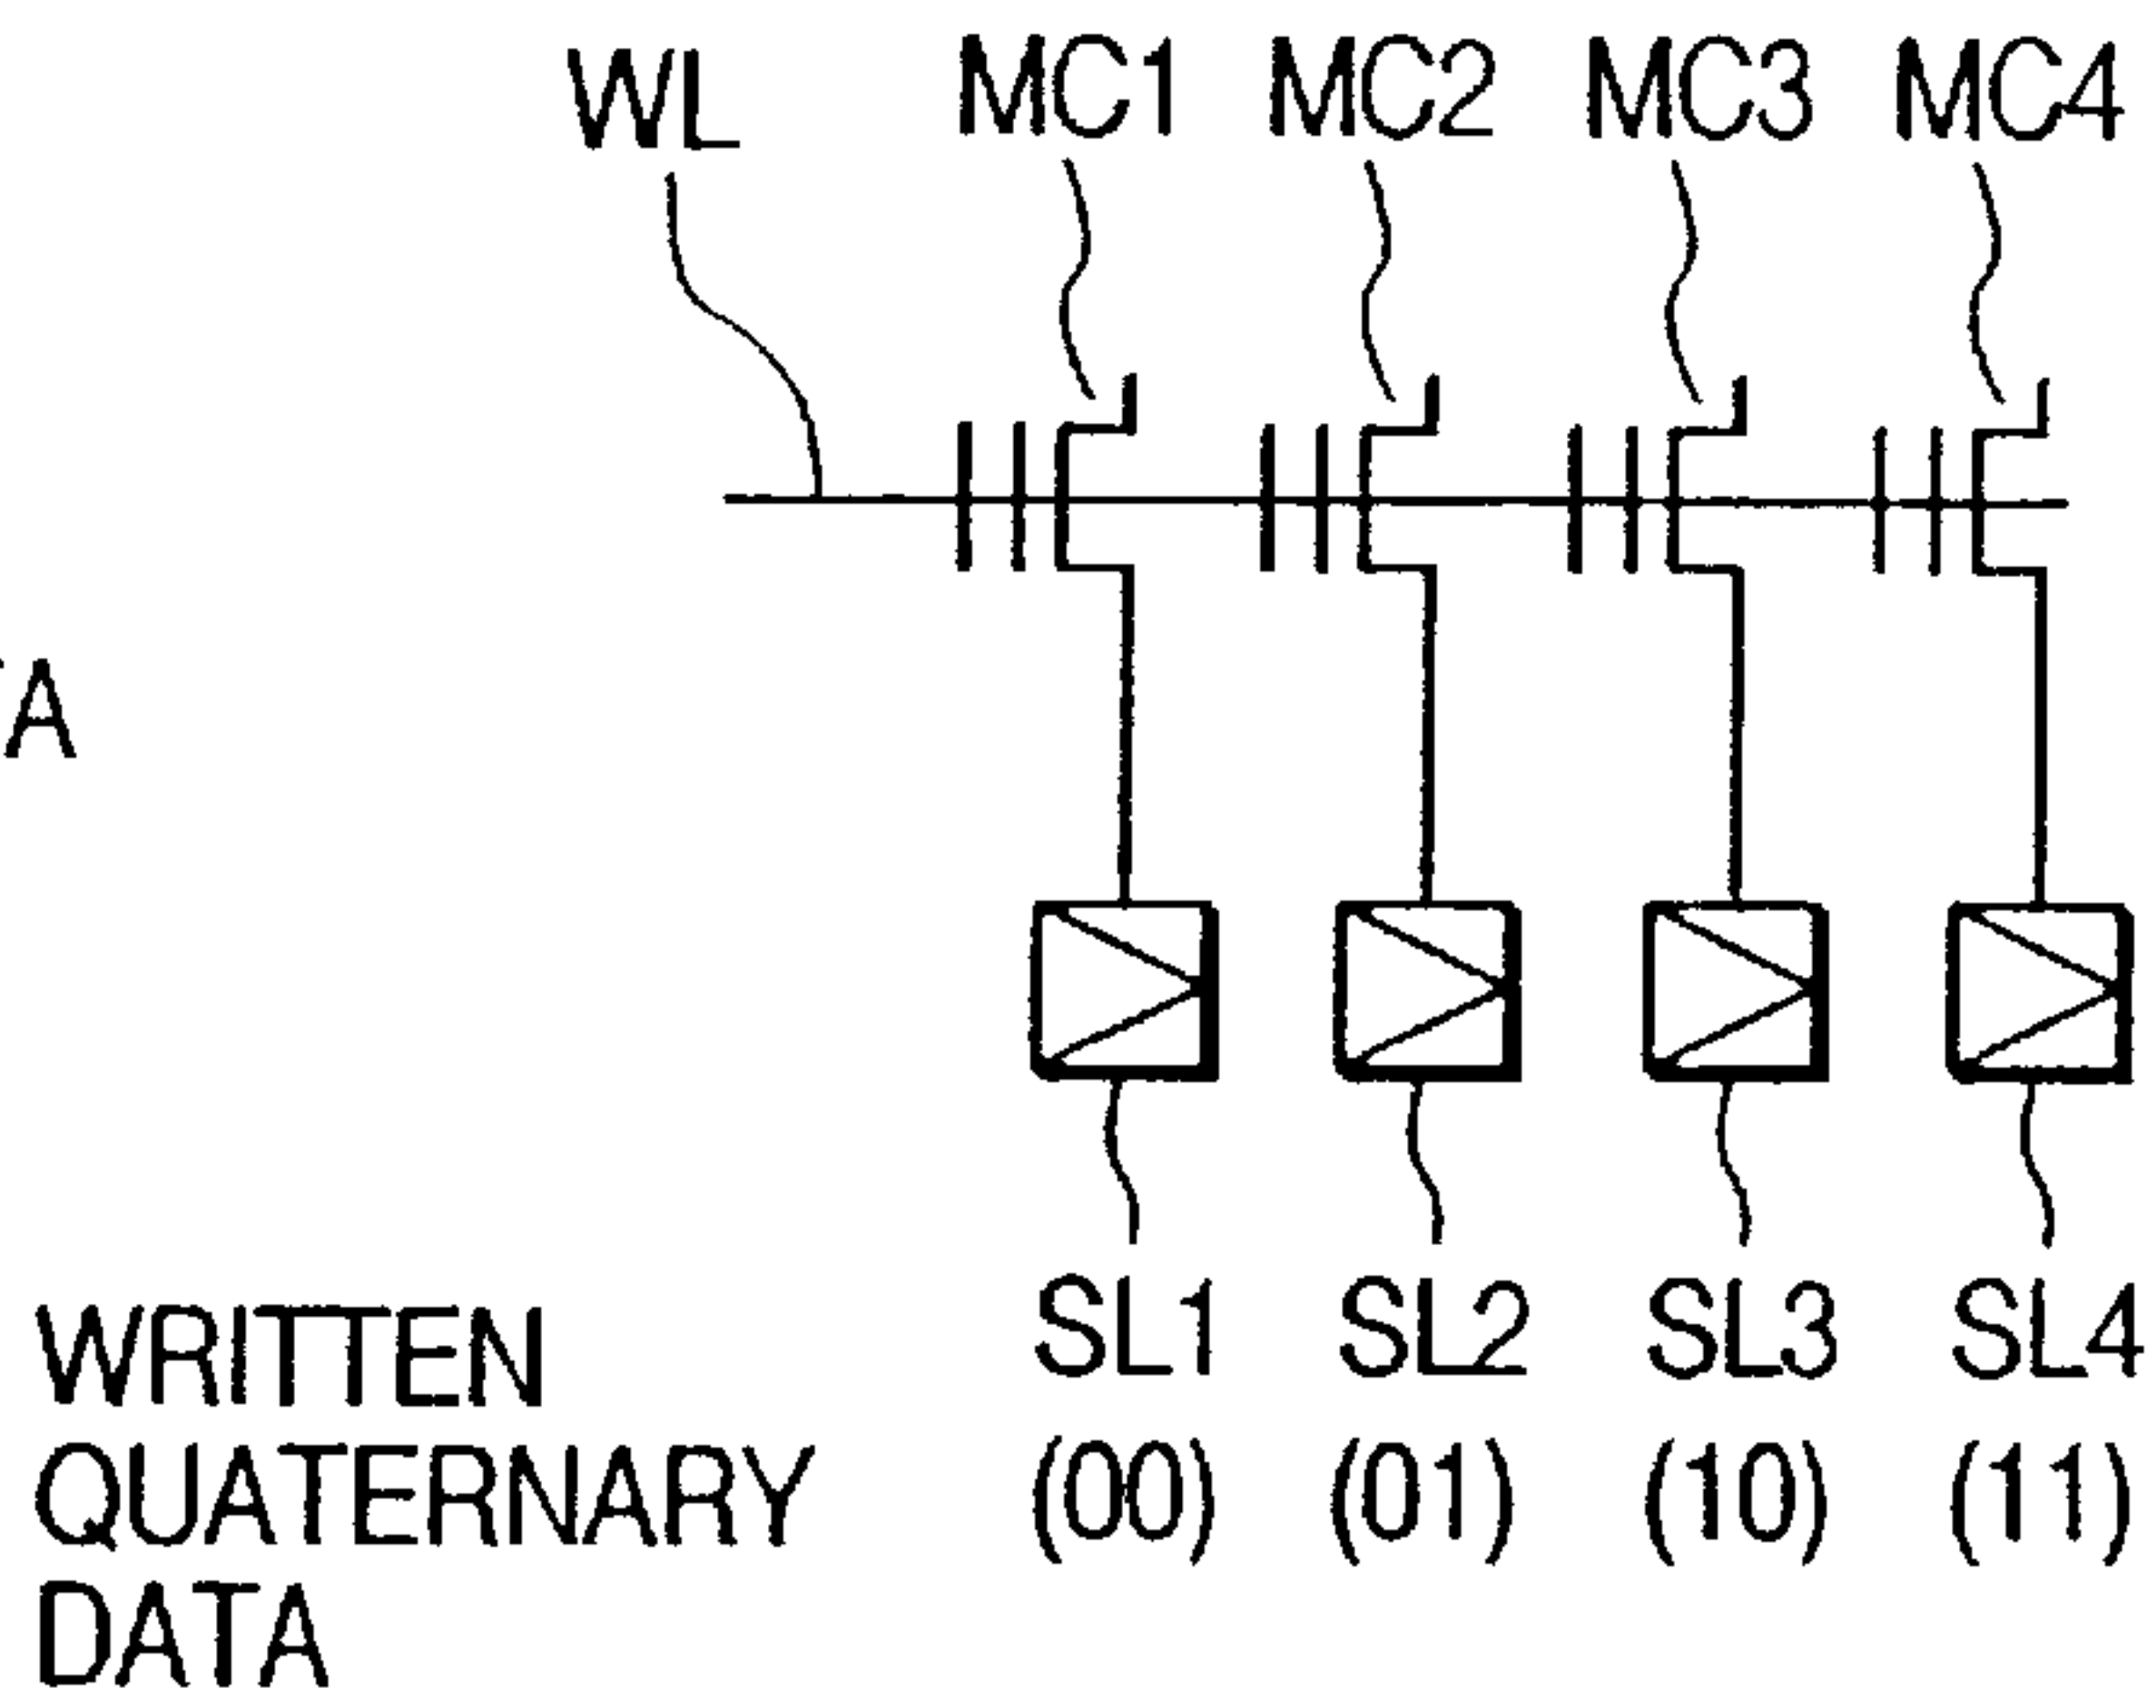 WL MC1 MC2 MC3 MC4
SL1 SL2 SL3 SL4
WRITTEN
QUATERNARY (00) (01) (10) (11)
DATA